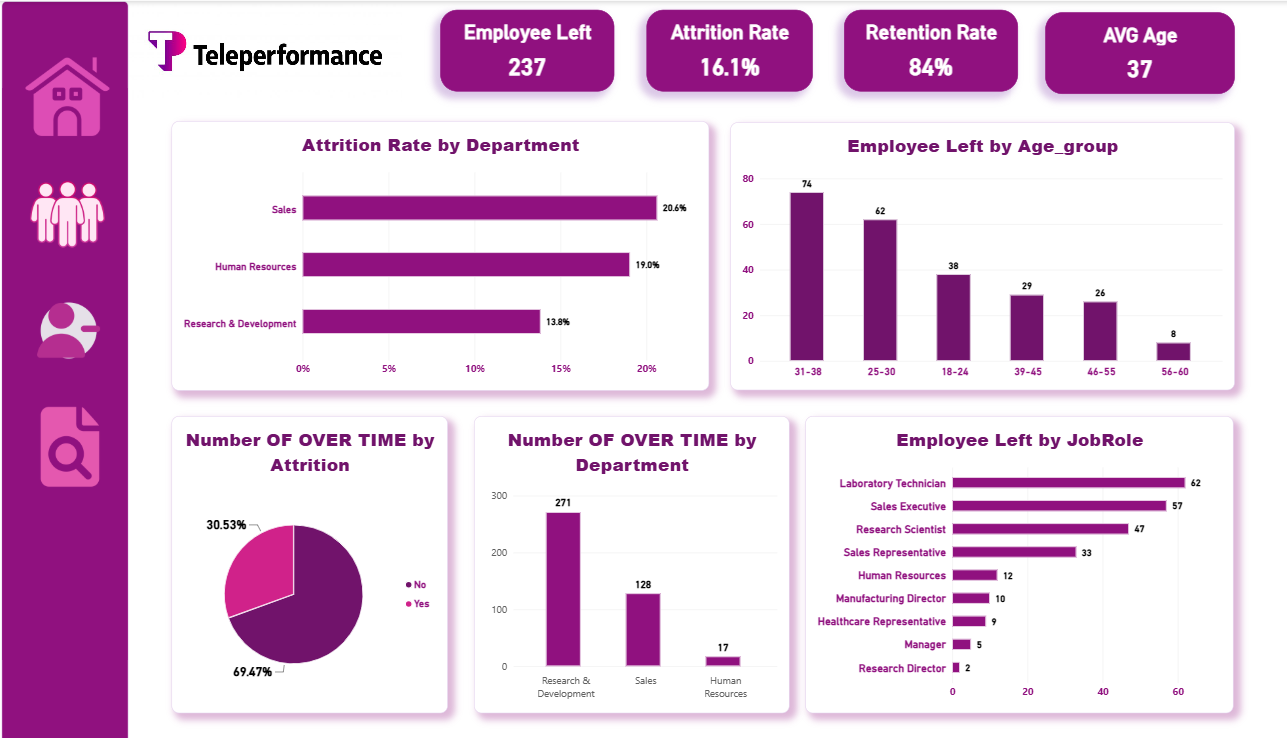 Teleperformance
Employee Left
237
Attrition Rate
16.1%
Retention Rate
84%
AVG Age
37
Attrition Rate by Department
Sales
20.6%
Human Resources
19.0%
Research & Development
13.8%
0% 5% 10% 15% 20%
Employee Left by Age_group
80
60
40
20
0
74
62
38
29
26
8
31-38 25-30 18-24 39-45 46-55 56-60
Number OF OVER TIME by
Attrition
30.53%
69.47%
No
Yes
Number OF OVER TIME by
Department
300
200
100
0
271
128
17
Research &
Development
Sales
Human
Resources
Employee Left by JobRole
Laboratory Technician 62
Sales Executive 57
Research Scientist 47
Sales Representative 33
Human Resources 12
Manufacturing Director 10
Healthcare Representative 9
Manager 5
Research Director 2
0 20 40 60